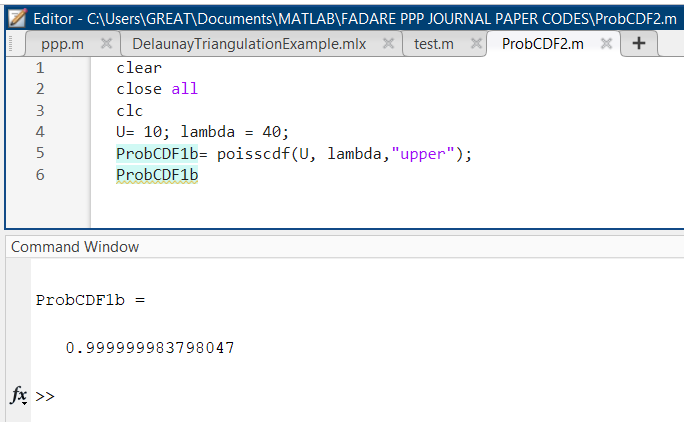 Editor - C:\Users\GREAT\Documents\MATLAB\FADARE PPP JOURNAL PAPER CODES\ProbCDF2.m
ppp.m DelaunayTriangulationExample.mlx test.m ProbCDF2.m
1 clear
2 close all
3 clc
4 U= 10; lambda = 40;
5 ProbCDF1b= poisscdf(U, lambda,"upper");
6 ProbCDF1b
Command Window
ProbCDF1b =
0.999999983798047
fx >>